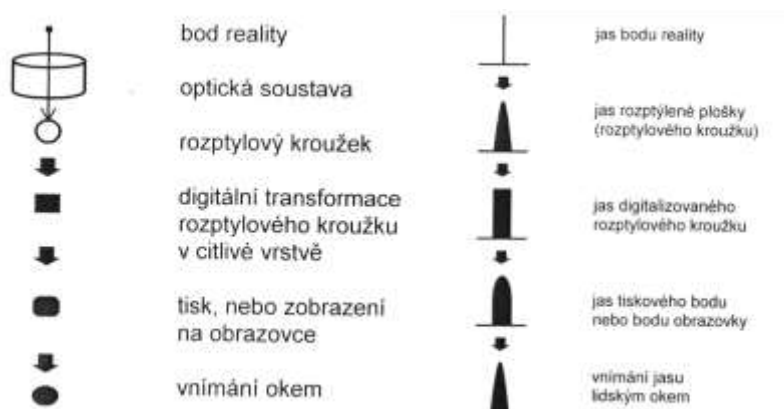 bod reality
optická soustava
rozptylový kroužek
digitální transformace
rozptylového kroužku
v citlivé vrstvě
tisk, nebo zobrazení
na obrazovce
vnímání okem
jas bodu reality
jas rozptýlené plošky
(rozptylového kroužku)
jas digitalizovaného
rozptylového kroužku
jas tiskového bodu
nebo bodu obrazovky
vnímání jasu
lidským okem